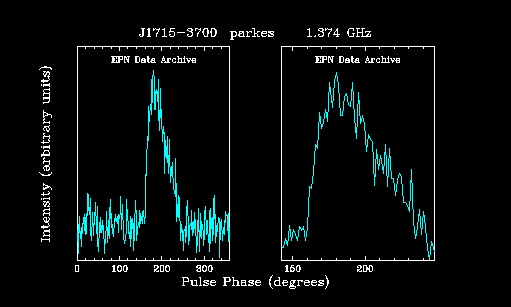 J1715-3700 parkes 1.374 GHz
EPN Data Archive EPN Data Archive
Intensity (arbitrary units)
0 100 200 300 160 200
Pulse Phase (degrees)